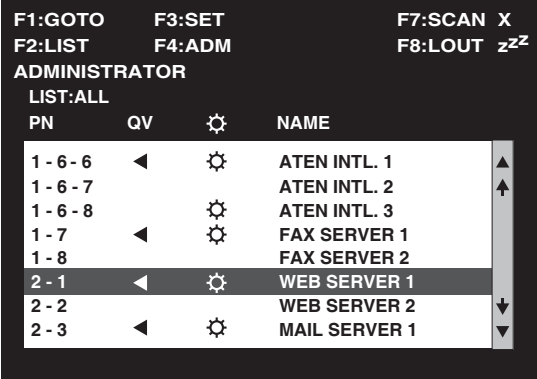 F1:GOTO F3:SET F7:SCAN X
F2:LIST F4:ADM F8:LOUT zzz
ADMINISTRATOR
LIST:ALL
PN QV NAME
1 - 6 - 6 ATEN INTL. 1
1 - 6 - 7 ATEN INTL. 2
1 - 6 - 8 ATEN INTL. 3
1 - 7 FAX SERVER 1
1 - 8 FAX SERVER 2
2 - 1 WEB SERVER 1
2 - 2 WEB SERVER 2
2 - 3 MAIL SERVER 1